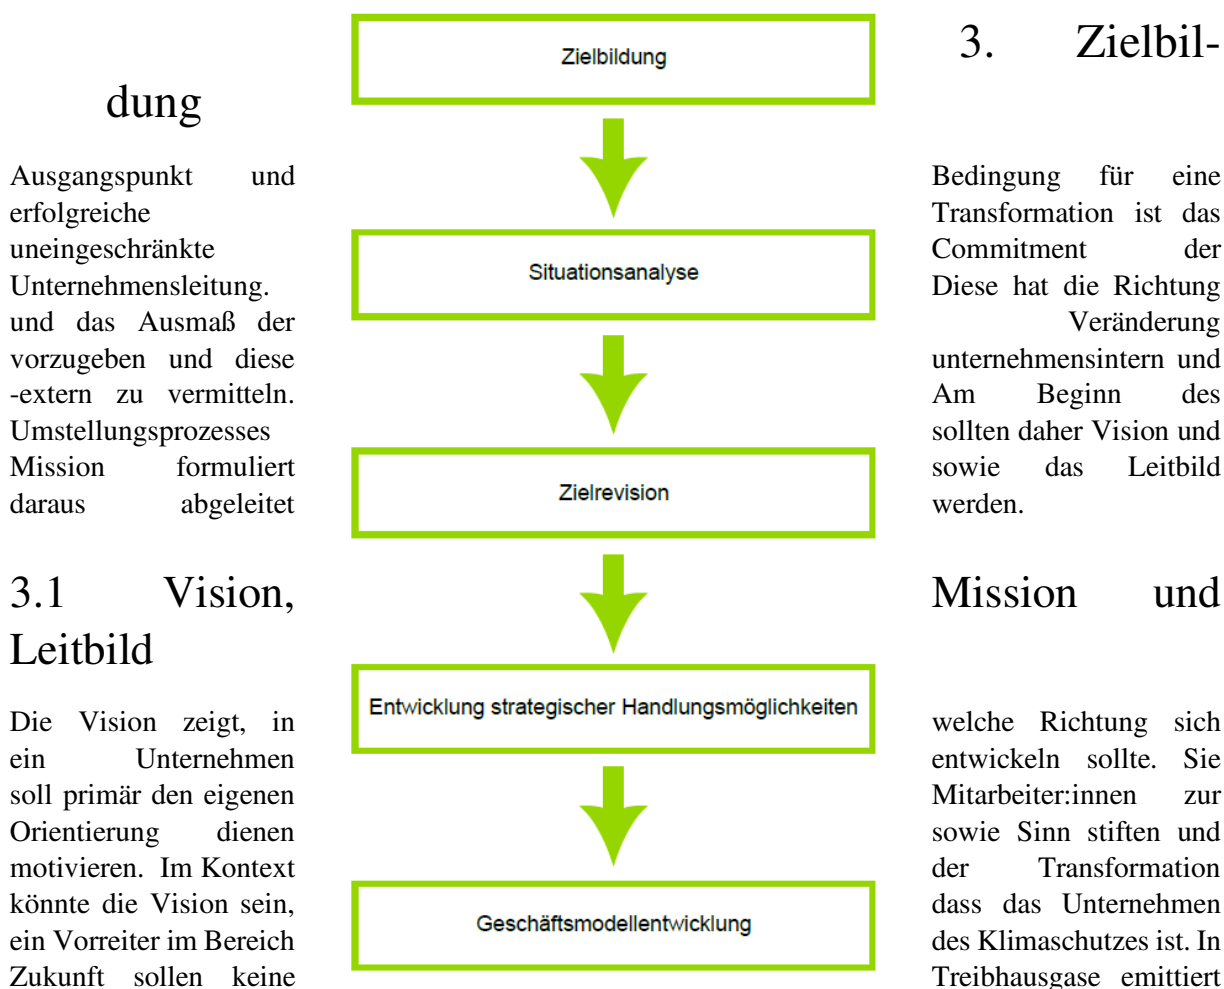 Zielbildung
Situationsanalyse
Zielrevision
Entwicklung strategischer Handlungsmöglichkeiten
Geschäftsmodellentwicklung
3. Zielbil-
dung
Ausgangspunkt und Bedingung für eine
erfolgreiche Transformation ist das
uneingeschränkte Commitment der
Unternehmensleitung. Diese hat die Richtung
und das Ausmaß der Veränderung
vorzugeben und diese unternehmensintern und
-extern zu vermitteln. Am Beginn des
Umstellungsprozesses sollten daher Vision und
Mission formuliert sowie das Leitbild
daraus abgeleitet werden.
3.1 Vision, Mission und
Leitbild
Die Vision zeigt, in welche Richtung sich
ein Unternehmen entwickeln sollte. Sie
soll primär den eigenen Mitarbeiter:innen zur
Orientierung dienen sowie Sinn stiften und
motivieren. Im Kontext der Transformation
könnte die Vision sein, dass das Unternehmen
ein Vorreiter im Bereich des Klimaschutzes ist. In
Zukunft sollen keine Treibhausgase emittiert